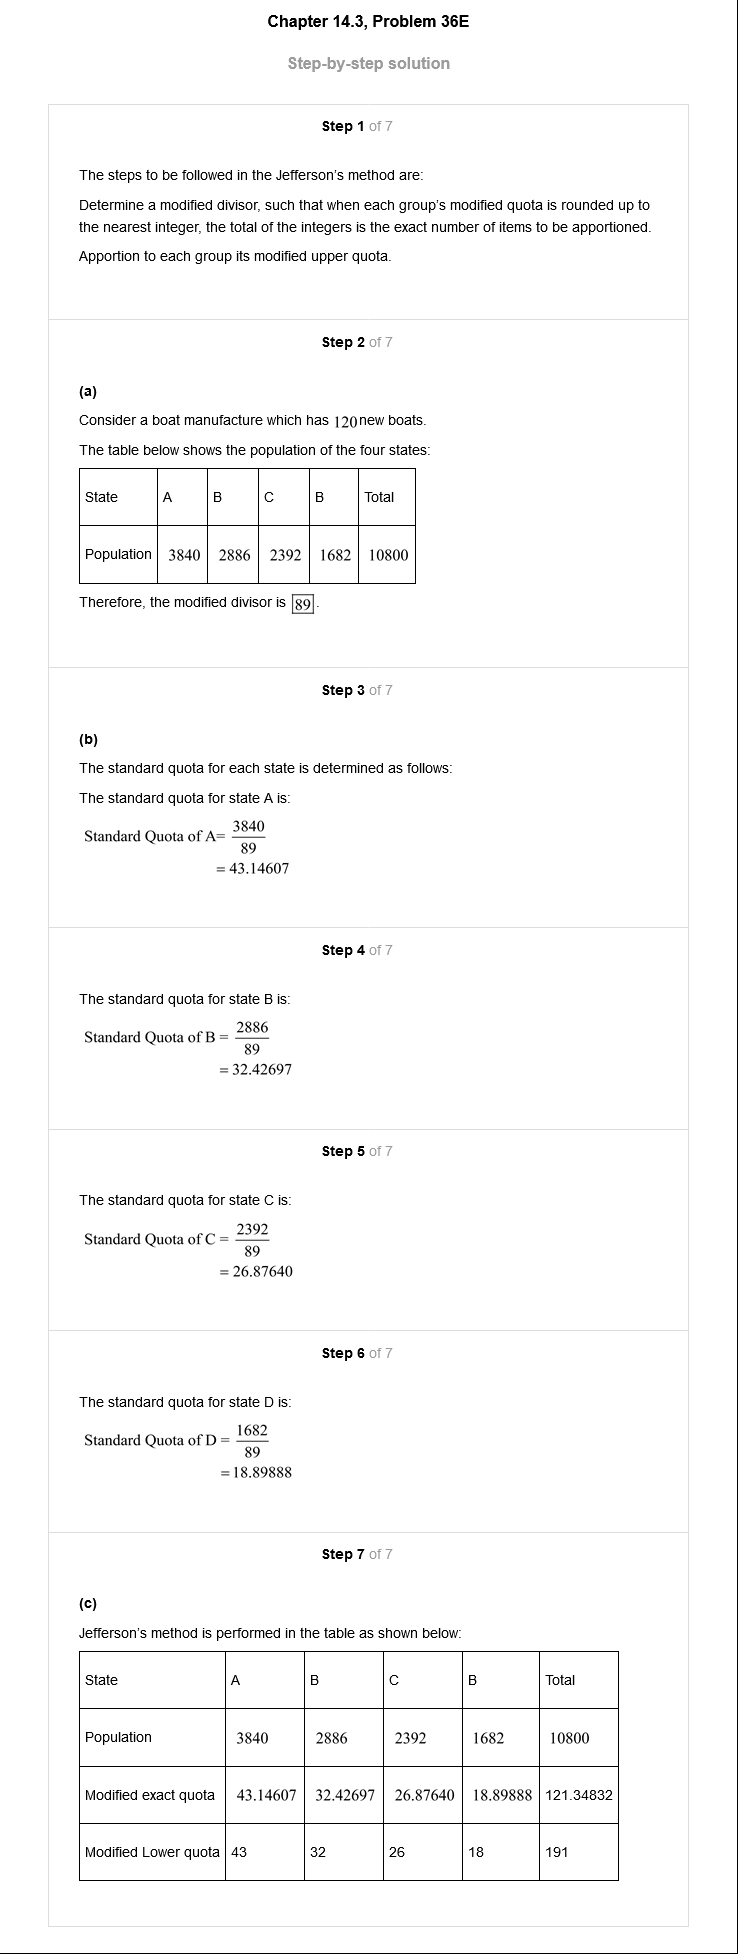 Chapter 14.3, Problem 36E
Step-by-step solution
Step 1 of 7
The steps to be followed in the Jefferson's method are:
Determine a modified divisor, such that when each group's modified quota is rounded up to
the nearest integer, the total of the integers is the exact number of items to be apportioned.
Apportion to each group its modified upper quota.
Step 2 of 7
(a)
Consider a boat manufacture which has 120 new boats.
The table below shows the population of the four states:
State A B C B Total
Population 3840 2886 2392 1682 10800
Therefore, the modified divisor is 89.
Step 3 of 7
(b)
The standard quota for each state is determined as follows:
The standard quota for state A is:
Standard Quota of A= 3840
89
= 43.14607
Step 4 of 7
The standard quota for state B is:
Standard Quota of B = 2886
89
= 32.42697
Step 5 of 7
The standard quota for state C is:
Standard Quota of C = 2392
89
= 26.87640
Step 6 of 7
The standard quota for state D is:
Standard Quota of D = 1682
89
= 18.89888
Step 7 of 7
(c)
Jefferson's method is performed in the table as shown below:
State A B C B Total
Population 3840 2886 2392 1682 10800
Modified exact quota 43.14607 32.42697 26.87640 18.89888 121.34832
Modified Lower quota 43 32 26 18 191